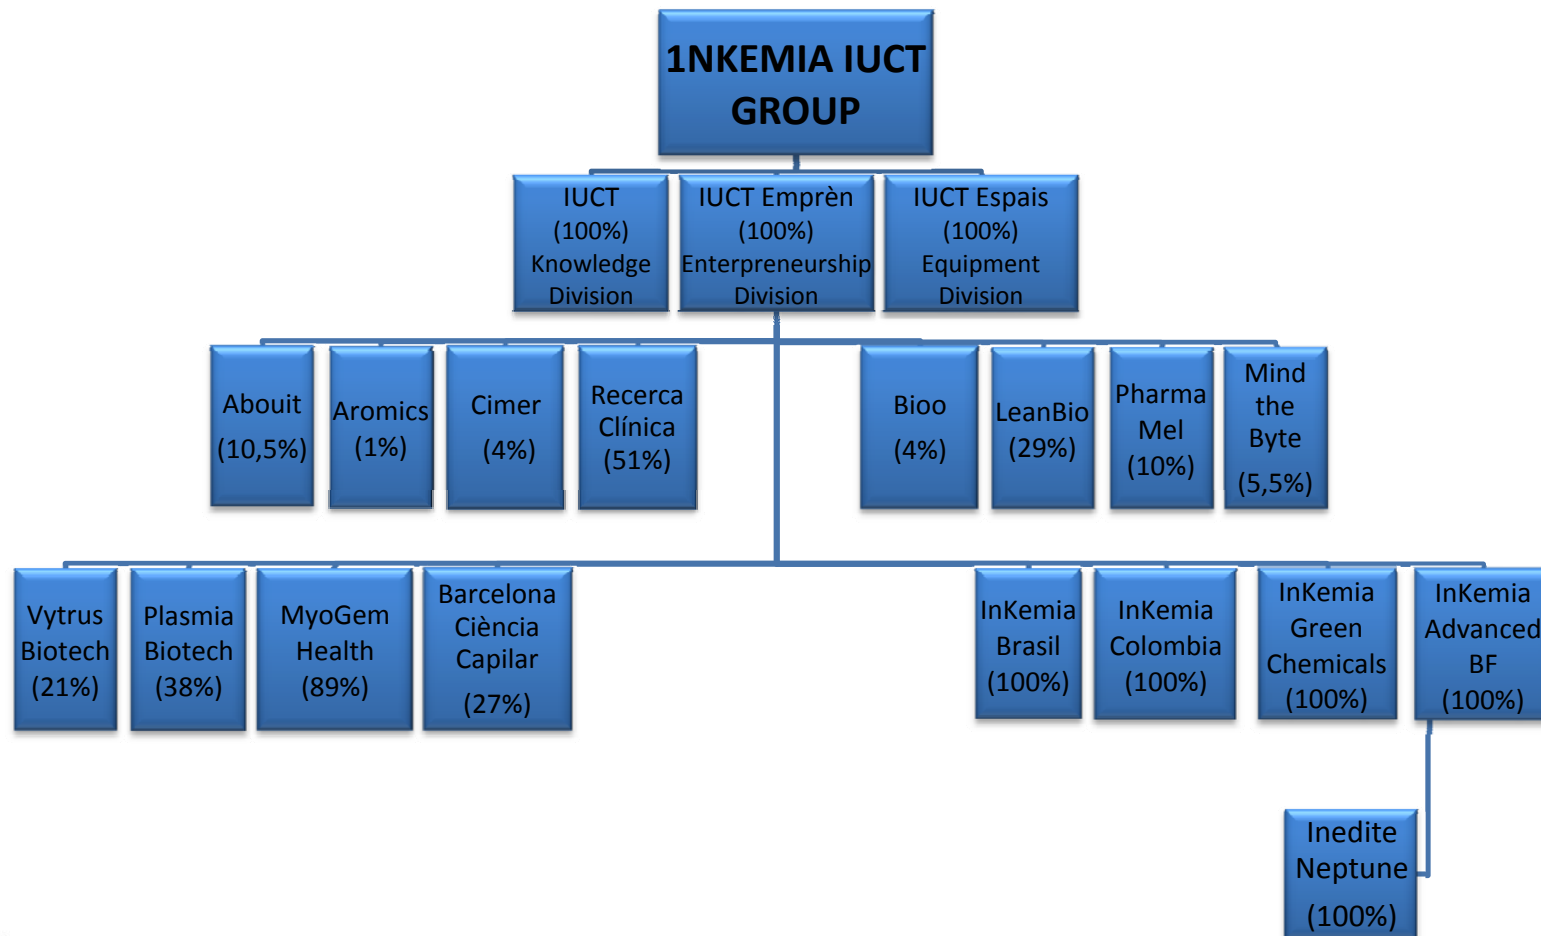 1NKEMIA IUCT
GROUP
IUCT
(100%)
Knowledge
Division
IUCT Emprèn
(100%)
Enterpreneurship
Division
IUCT Espais
(100%)
Equipment
Division
Abouit
(10,5%)
Aromics
(1%)
Cimer
(4%)
Recerca
Clínica
(51%)
Bioo
(4%)
LeanBio
(29%)
Pharma
Mel
(10%)
Mind
the
Byte
(5,5%)
Vytrus
Biotech
(21%)
Plasmia
Biotech
(38%)
MyoGem
Health
(89%)
Barcelona
Ciència
Capilar
(27%)
InKemia
Brasil
(100%)
InKemia
Colombia
(100%)
InKemia
Green
Chemicals
(100%)
InKemia
Advanced
BF
(100%)
Inedite
Neptune
(100%)